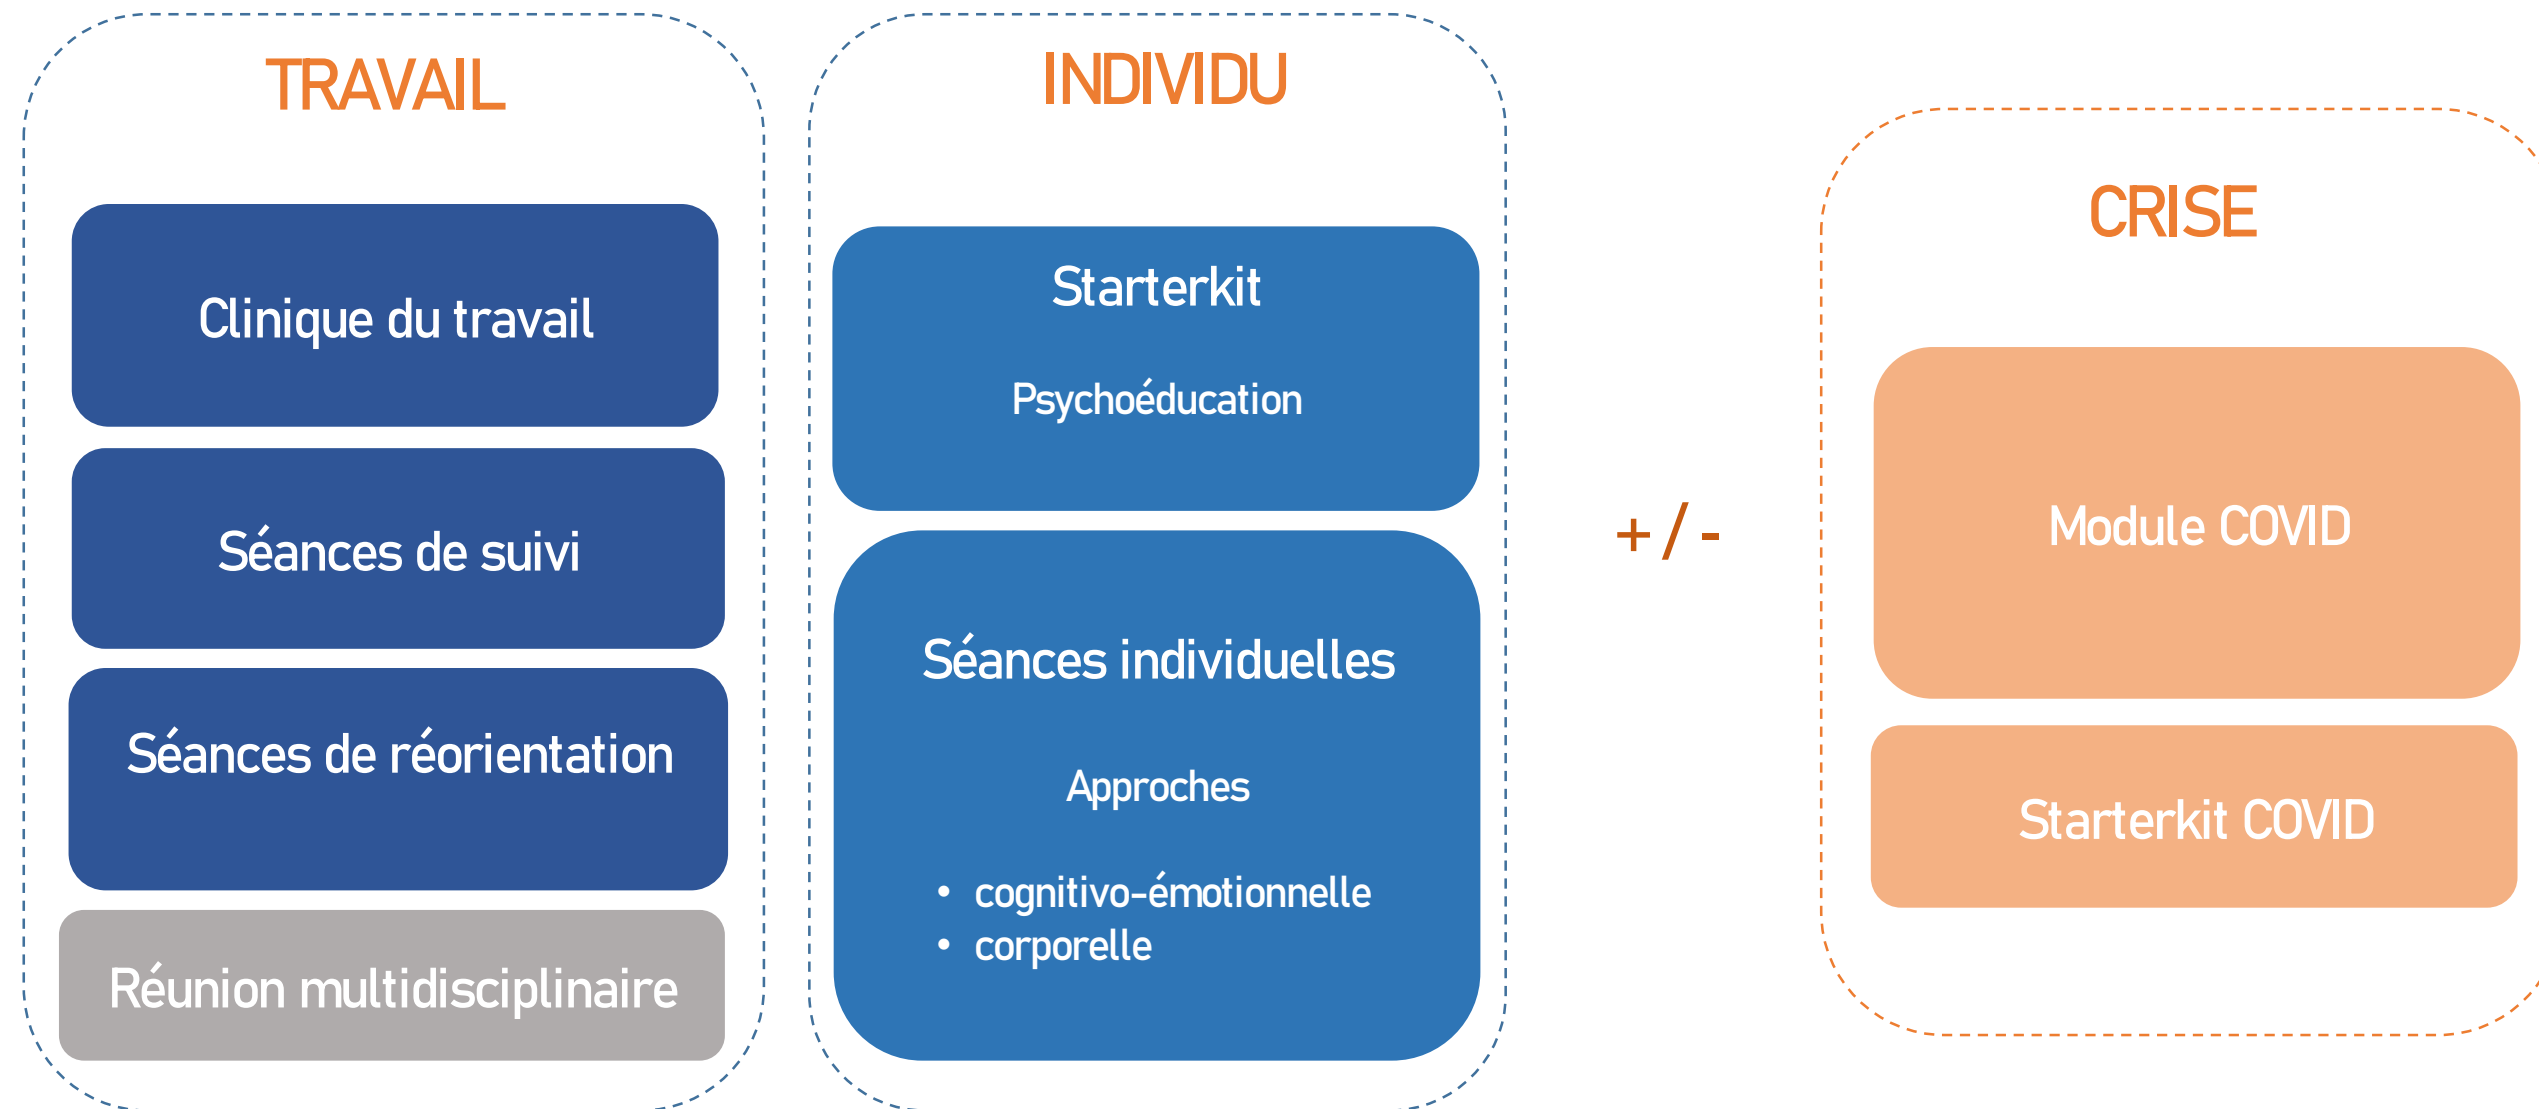 TRAVAIL
Clinique du travail
Séances de suivi
Séances de réorientation
Réunion multidisciplinaire
INDIVIDU
Starterkit
Psychoéducation
Séances individuelles
Approches
• cognitivo-émotionnelle
• corporelle
+/-
CRISE
Module COVID
Starterkit COVID